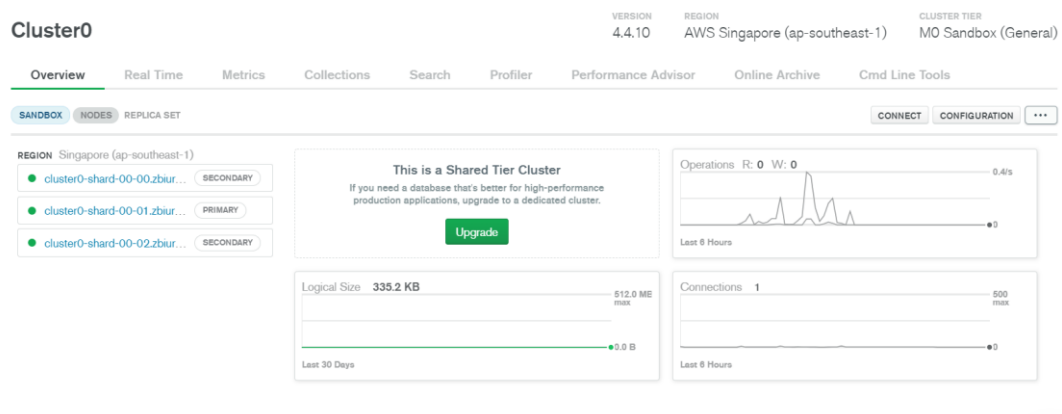 Cluster0
VERSION
4.4.10
REGION
AWS Singapore (ap-southeast-1)
CLUSTER TIER
M0 Sandbox (General)
Overview Real Time Metrics Collections Search Profiler Performance Advisor Online Archive Cmd Line Tools
SANDBOX NODES REPLICA SET
CONNECT CONFIGURATION ...
REGION Singapore (ap-southeast-1)
cluster0-shard-00-00.zbiur... SECONDARY
cluster0-shard-00-01.zbiur... PRIMARY
cluster0-shard-00-02.zbiur... SECONDARY
This is a Shared Tier Cluster
If you need a database that's better for high-performance
production applications, upgrade to a dedicated cluster.
Upgrade
Operations R: 0 W: 0
0.4/s
0
Last 6 Hours
Logical Size 335.2 KB
512.0 ME
max
0.0 B
Last 30 Days
Connections 1
500
max
0
Last 6 Hours